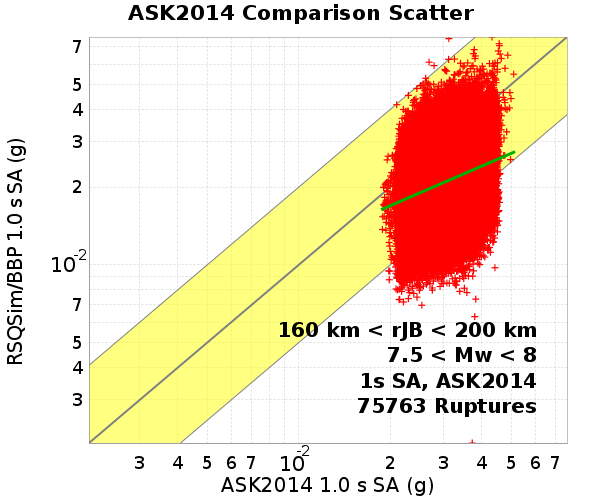 ASK2014 Comparison Scatter
RSQSim/BBP 1.0 s SA (g)
7
5
4
3
2
10⁻²
7
5
4
3
160 km < rJB < 200 km
7.5 < Mw < 8
1s SA, ASK2014
75763 Ruptures
3 4 5 6 7 10⁻² 2 3 4 5 6 7
ASK2014 1.0 s SA (g)